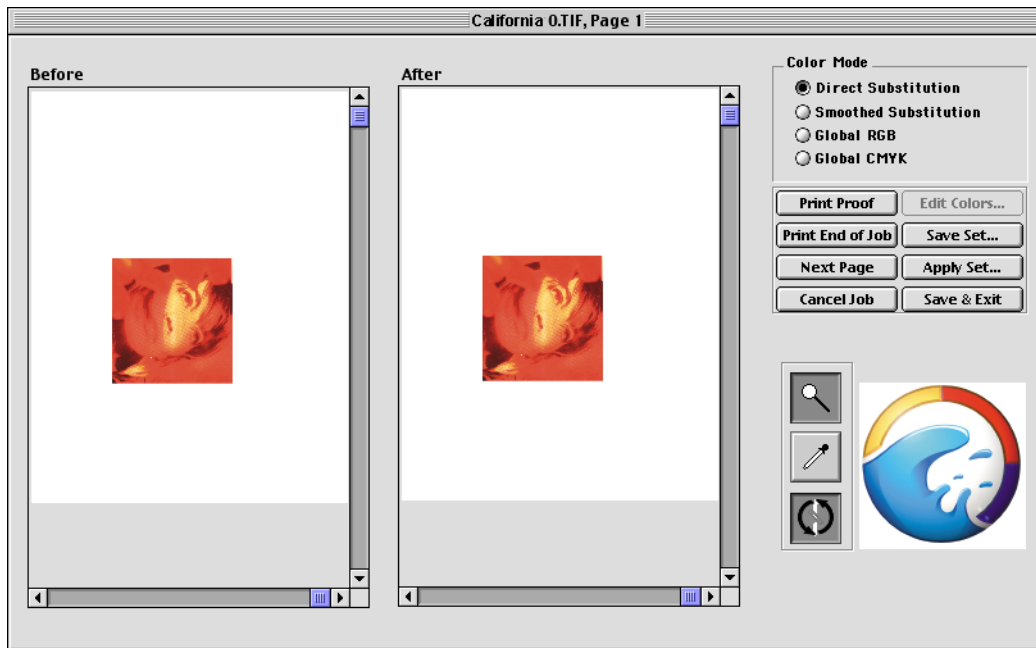 California 0.TIF, Page 1
Before
After
Color Mode
Direct Substitution
Smoothed Substitution
Global RGB
Global CMYK
Print Proof
Edit Colors...
Print End of Job
Save Set...
Next Page
Apply Set...
Cancel Job
Save & Exit